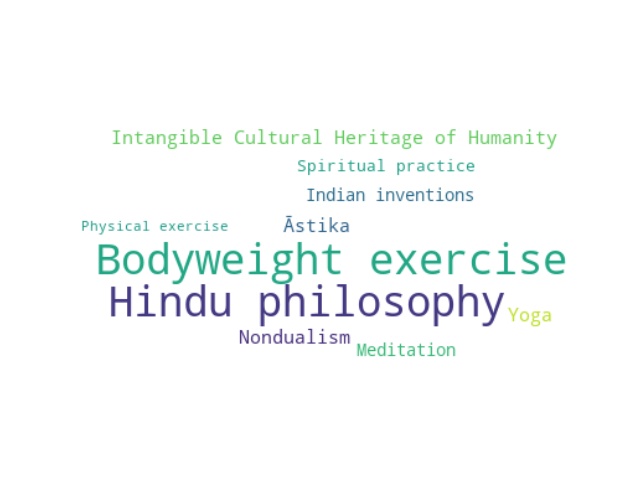 Intangible Cultural Heritage of Humanity
Spiritual practice
Indian inventions
Physical exercise
Āstika
Bodyweight exercise
Hindu philosophy
Yoga
Nondualism
Meditation